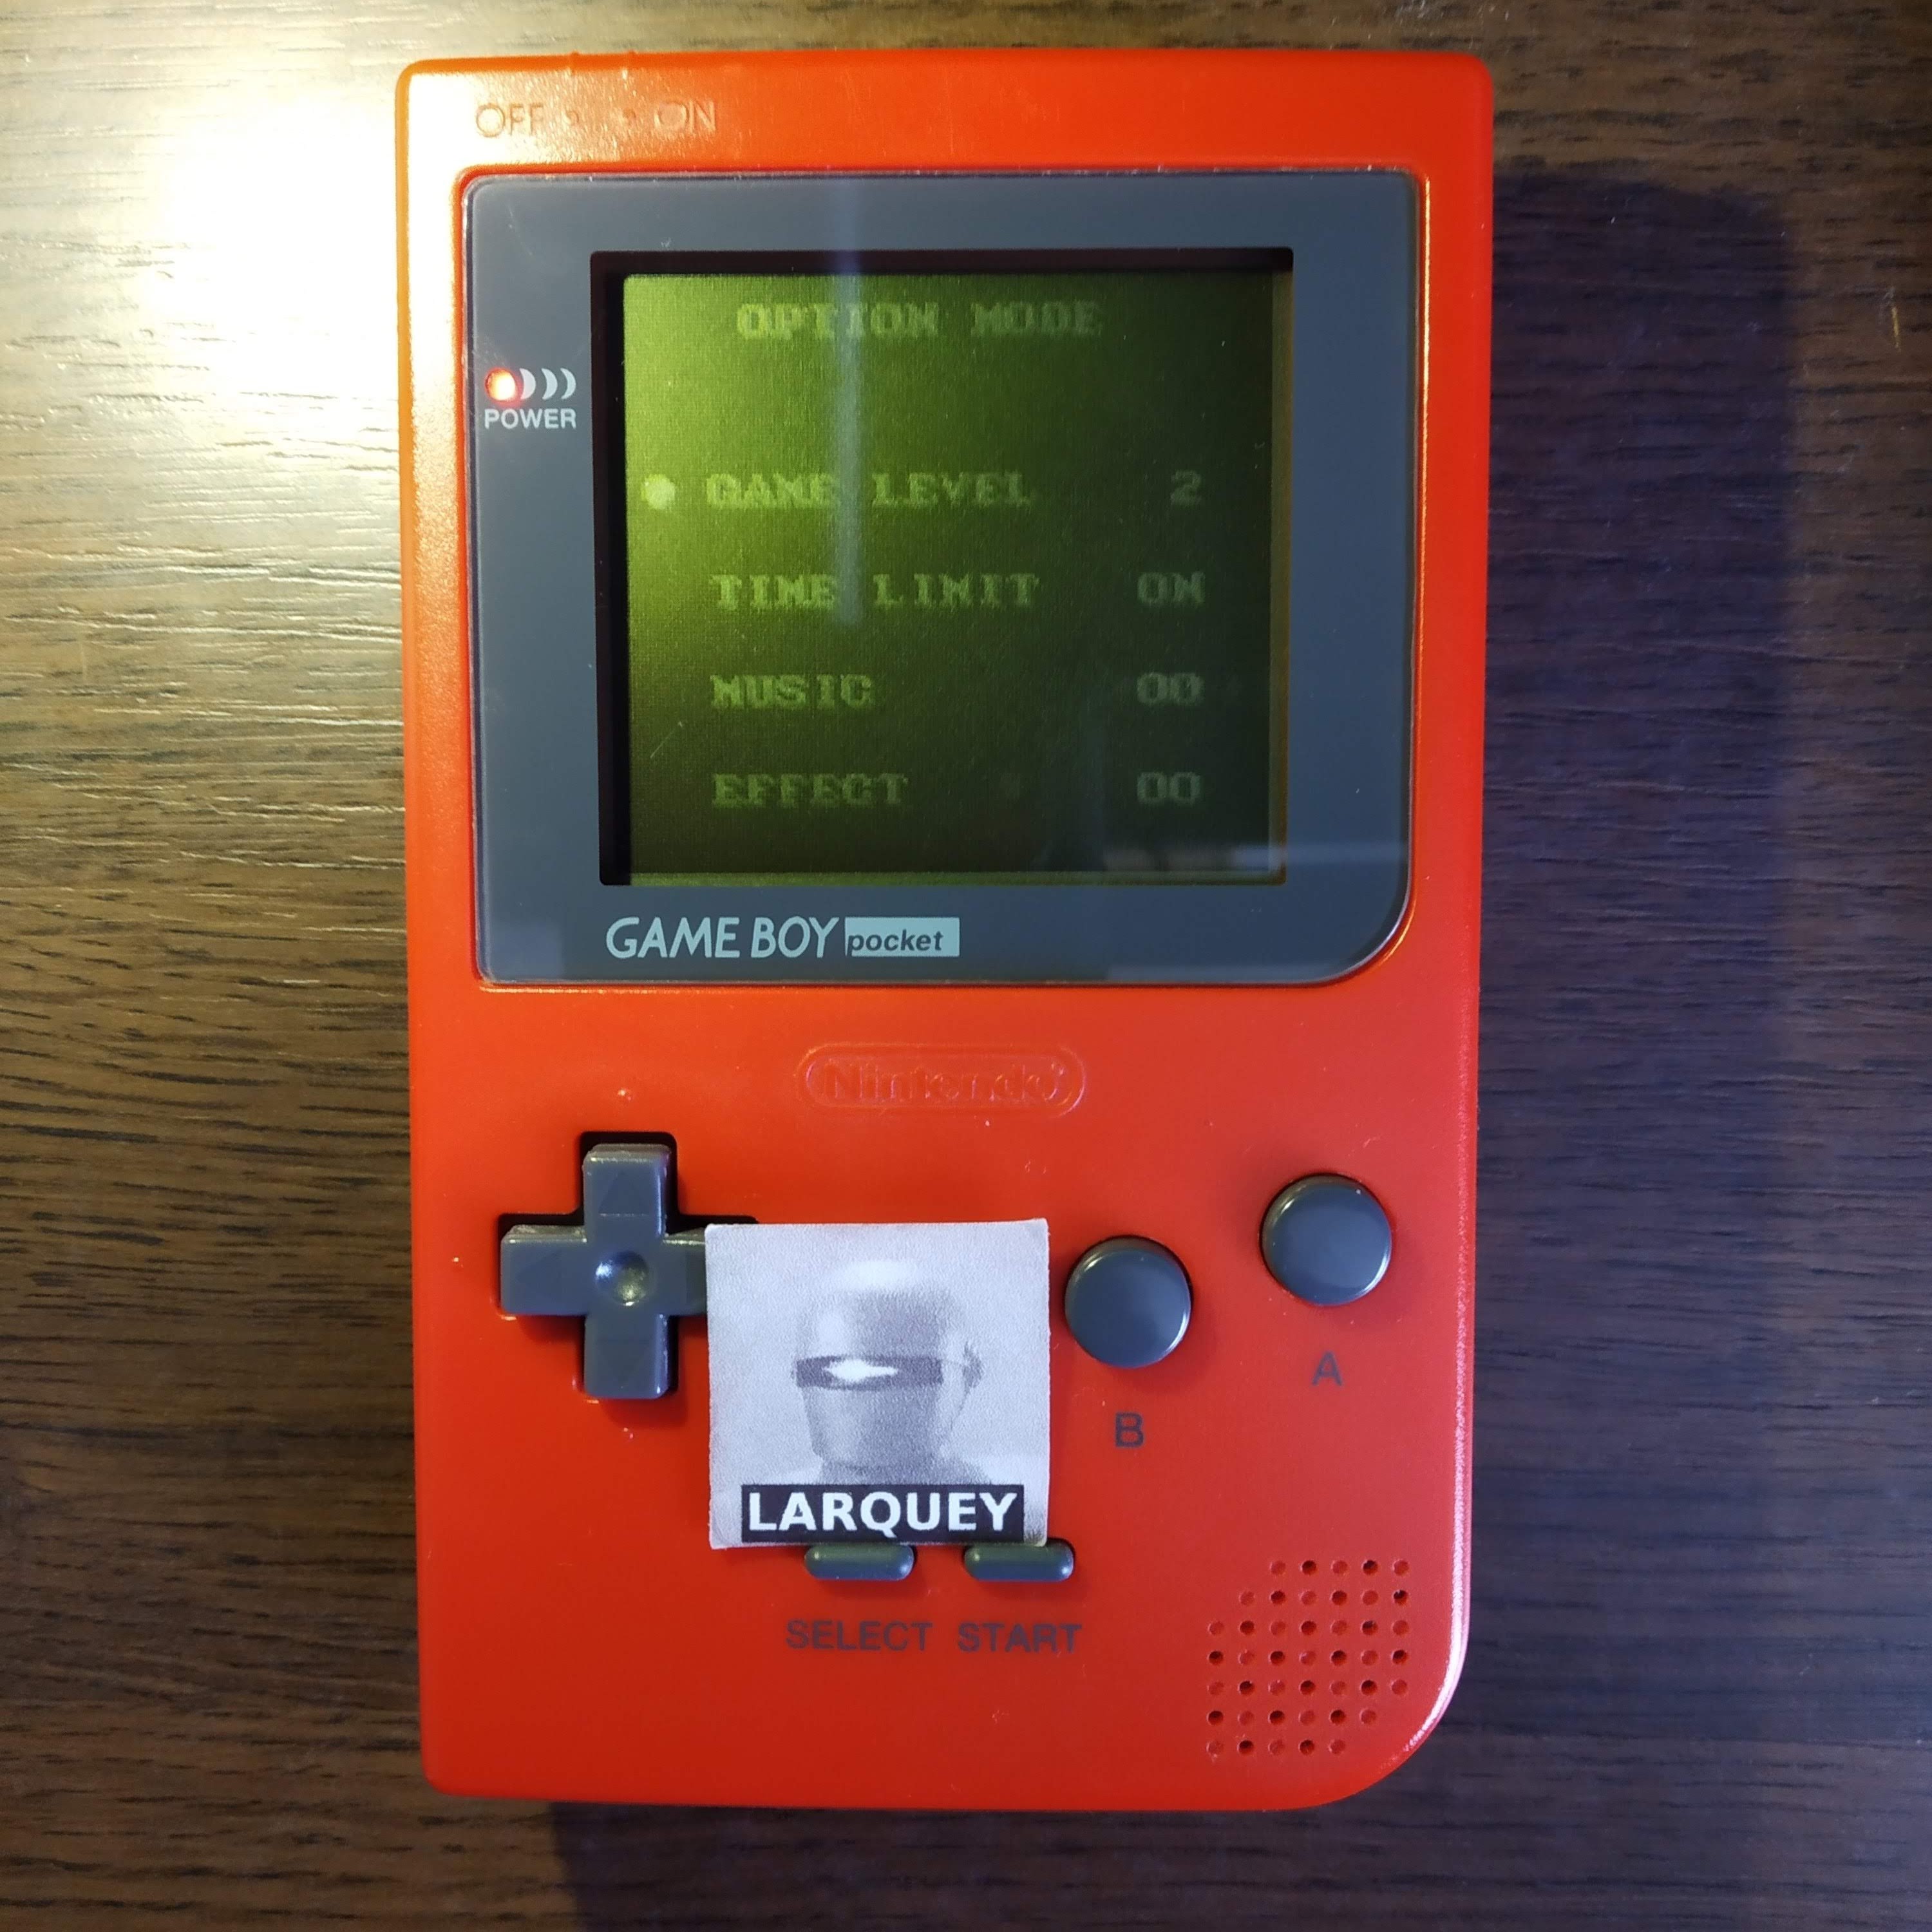 OFF ON
OPTION MODE
POWER
GAME LEVEL 2
TIME LIMIT ON
MUSIC 00
EFFECT 00
GAME BOY pocket
Nintendo
A
B
LARQUEY
SELECT START